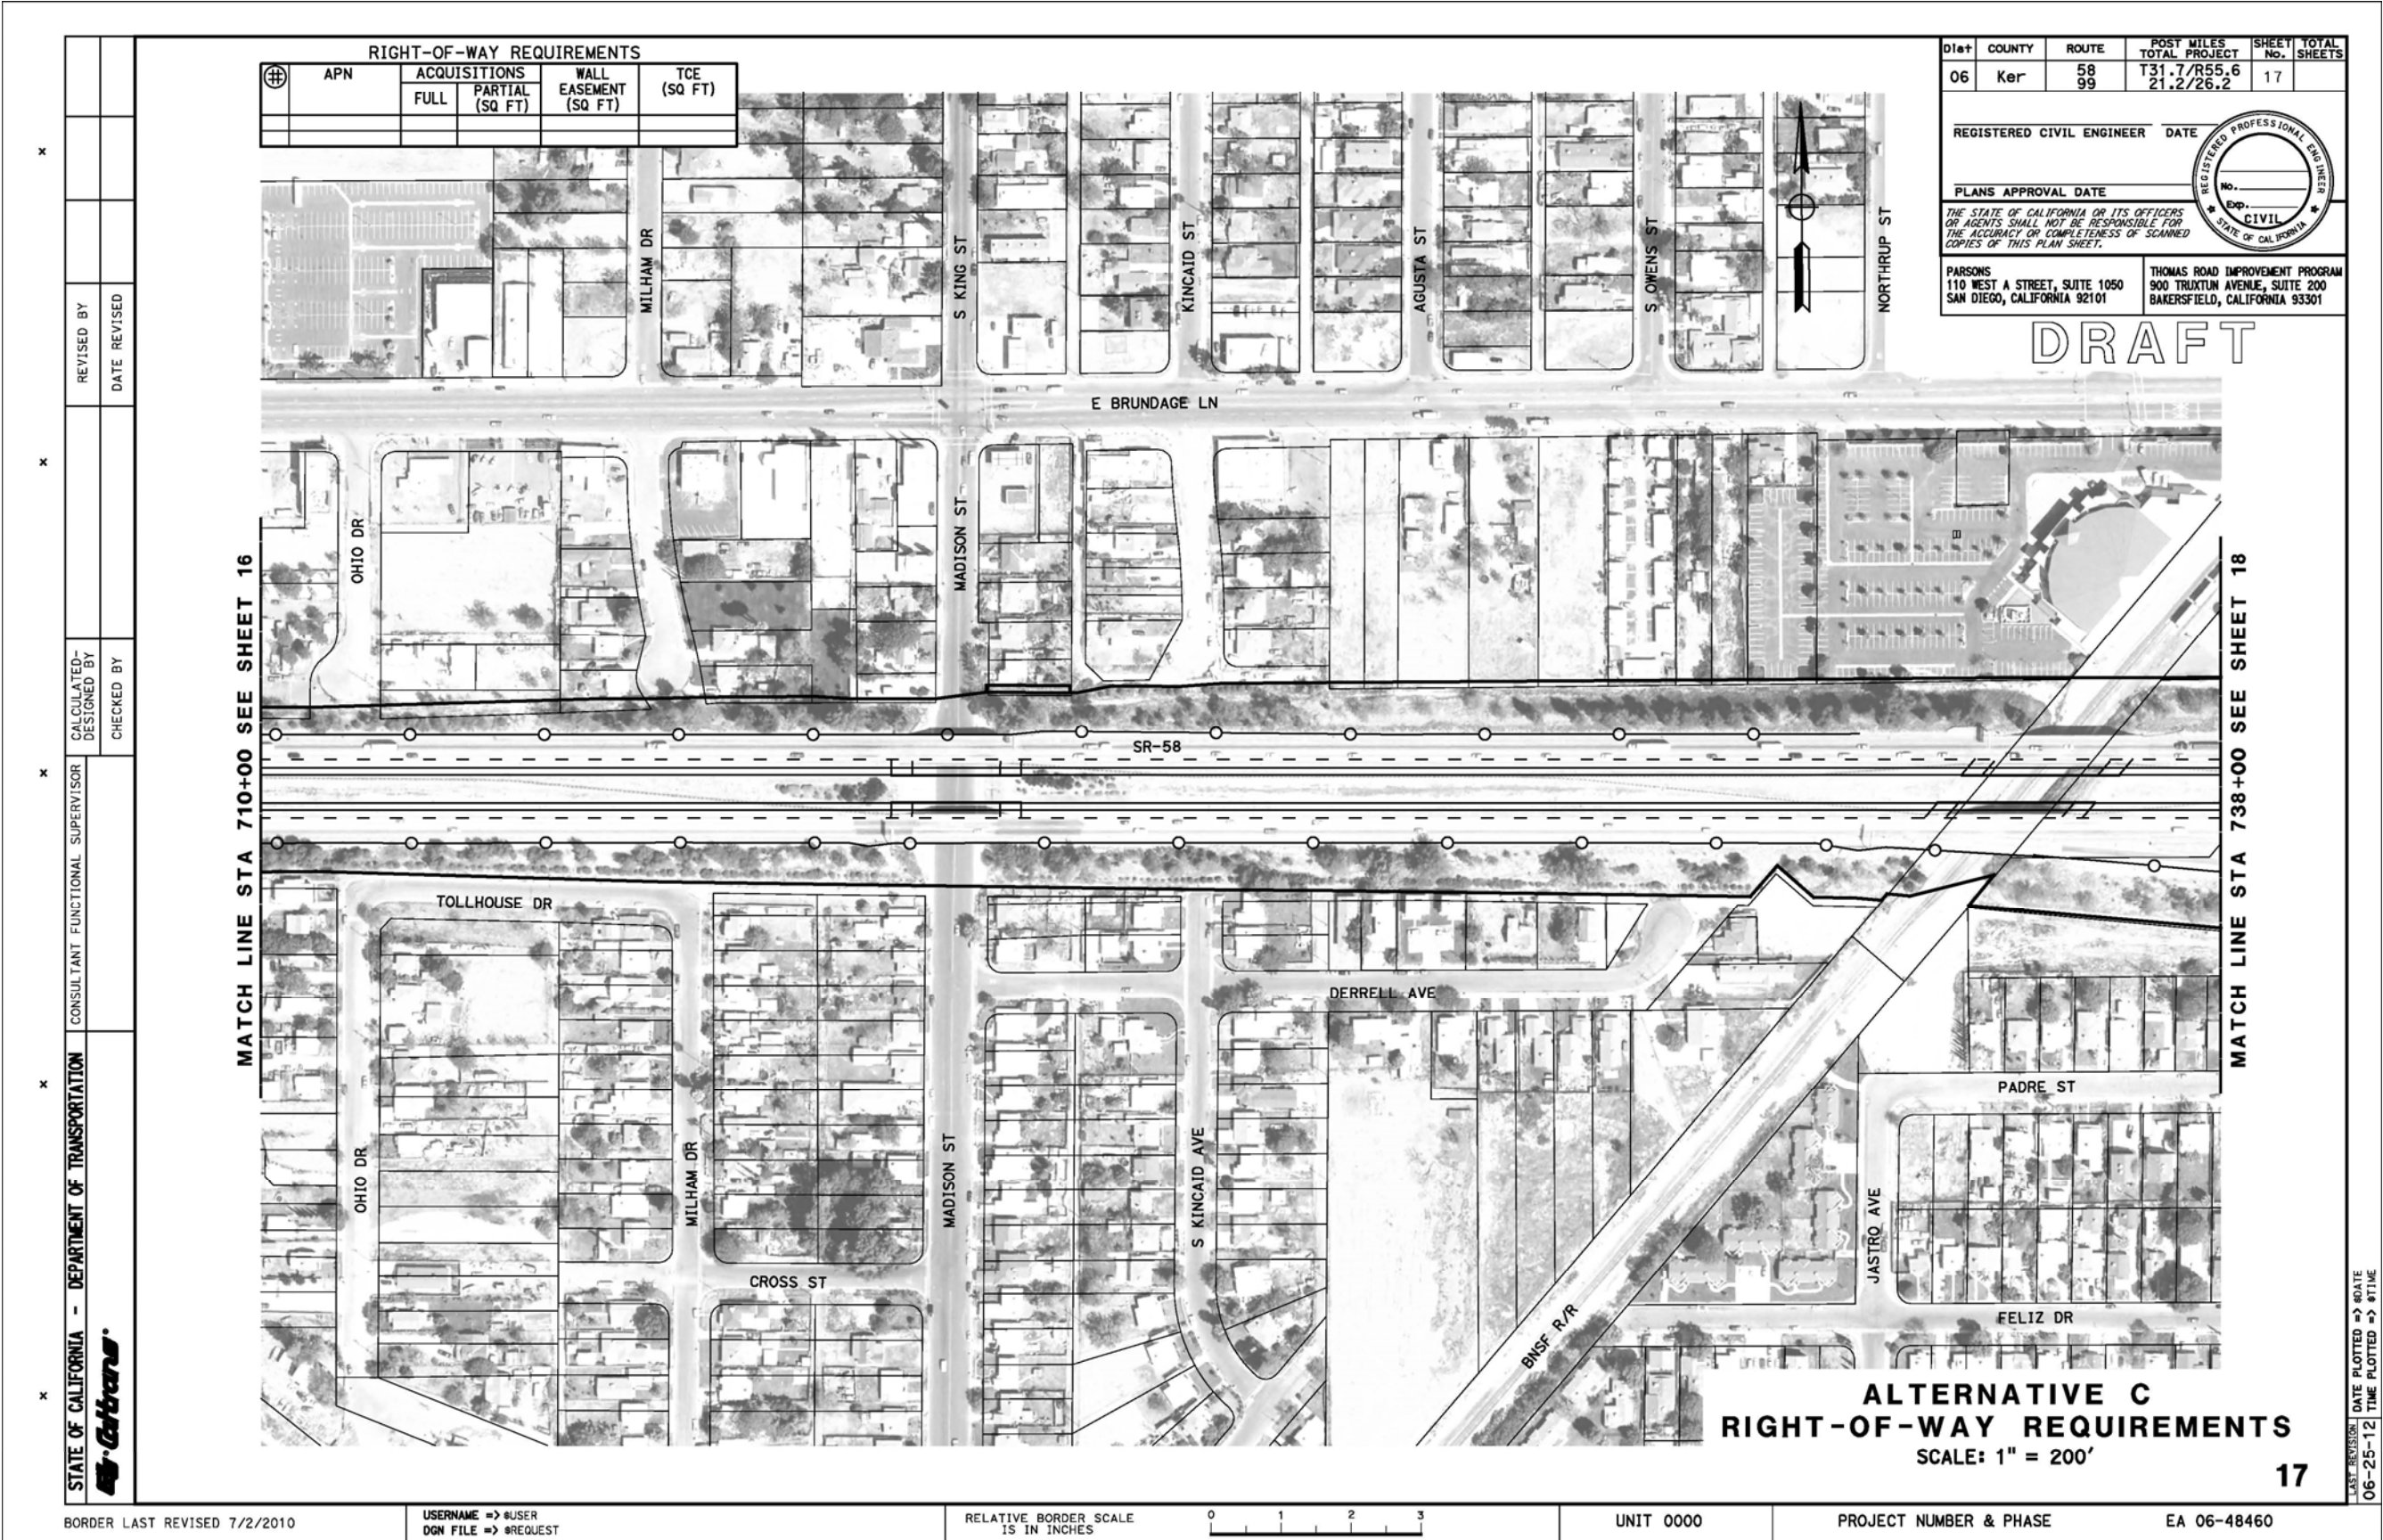 RIGHT-OF-WAY REQUIREMENTS
#
APN
ACQUISITIONS
FULL
PARTIAL
(SQ FT)
WALL
EASEMENT
(SQ FT)
TCE
(SQ FT)
Dist COUNTY ROUTE POST MILES TOTAL PROJECT SHEET No. TOTAL SHEETS
06 Ker 58 99 T31.7/R55.6 21.2/26.2 17
REGISTERED CIVIL ENGINEER DATE
PLANS APPROVAL DATE
REGISTERED PROFESSIONAL ENGINEER
No.
Exp.
CIVIL
STATE OF CALIFORNIA
THE STATE OF CALIFORNIA OR ITS OFFICERS
OR AGENTS SHALL NOT BE RESPONSIBLE FOR
THE ACCURACY OR COMPLETENESS OF SCANNED
COPIES OF THIS PLAN SHEET.
PARSONS
110 WEST A STREET, SUITE 1050
SAN DIEGO, CALIFORNIA 92101
THOMAS ROAD IMPROVEMENT PROGRAM
900 TRUXTUN AVENUE, SUITE 200
BAKERSFIELD, CALIFORNIA 93301
DRAFT
MILHAM DR
S KING ST
KINCAID ST
AGUSTA ST
S OWENS ST
NORTHRUP ST
E BRUNDAGE LN
OHIO DR
MADISON ST
MATCH LINE STA 710+00 SEE SHEET 16
MATCH LINE STA 738+00 SEE SHEET 18
SR-58
TOLLHOUSE DR
DERRELL AVE
PADRE ST
OHIO DR
MILHAM DR
MADISON ST
S KINCAID AVE
JASTRO AVE
CROSS ST
BNSF R/R
FELIZ DR
ALTERNATIVE C
RIGHT-OF-WAY REQUIREMENTS
SCALE: 1" = 200'
17
REVISED BY
DATE REVISED
CALCULATED-
DESIGNED BY
CHECKED BY
CONSULTANT FUNCTIONAL SUPERVISOR
STATE OF CALIFORNIA - DEPARTMENT OF TRANSPORTATION
Caltrans
LAST REVISION
06-25-12
DATE PLOTTED => $DATE
TIME PLOTTED => $TIME
BORDER LAST REVISED 7/2/2010
USERNAME => $USER
DGN FILE => $REQUEST
RELATIVE BORDER SCALE
IS IN INCHES
0 1 2 3
UNIT 0000
PROJECT NUMBER & PHASE
EA 06-48460